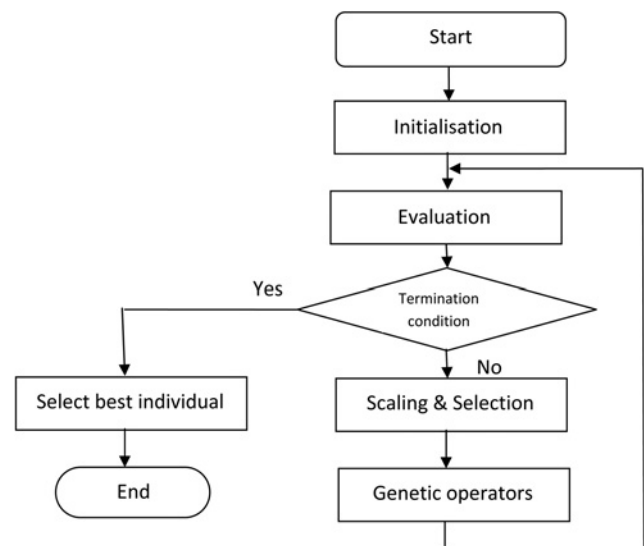 Start
Initialisation
Evaluation
Termination
condition
Yes
No
Select best individual
Scaling & Selection
End
Genetic operators